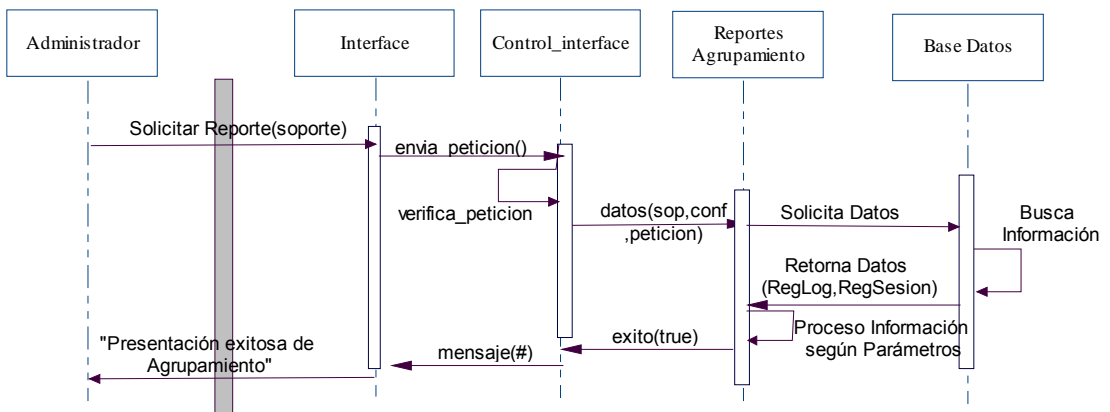 Administrador
Interface
Control_interface
Reportes
Agrupamiento
Base Datos
Solicitar Reporte(soporte)
envia_peticion()
verifica_peticion
datos(sop,conf
,peticion)
Solicita Datos
Busca
Información
Retorna Datos
(RegLog,RegSesion)
Proceso Información
según Parámetros
exito(true)
mensaje(#)
"Presentación exitosa de
Agrupamiento"